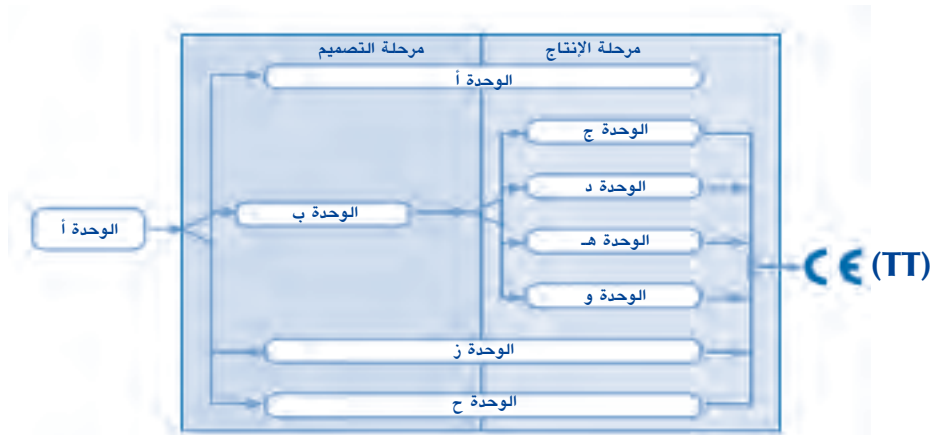 مرحلة التصميم
مرحلة الإنتاج
الوحدة أ
الوحدة ج
الوحدة د
الوحدة ب
الوحدة أ
الوحدة هـ
الوحدة و
الوحدة ز
الوحدة ح
CE (TT)